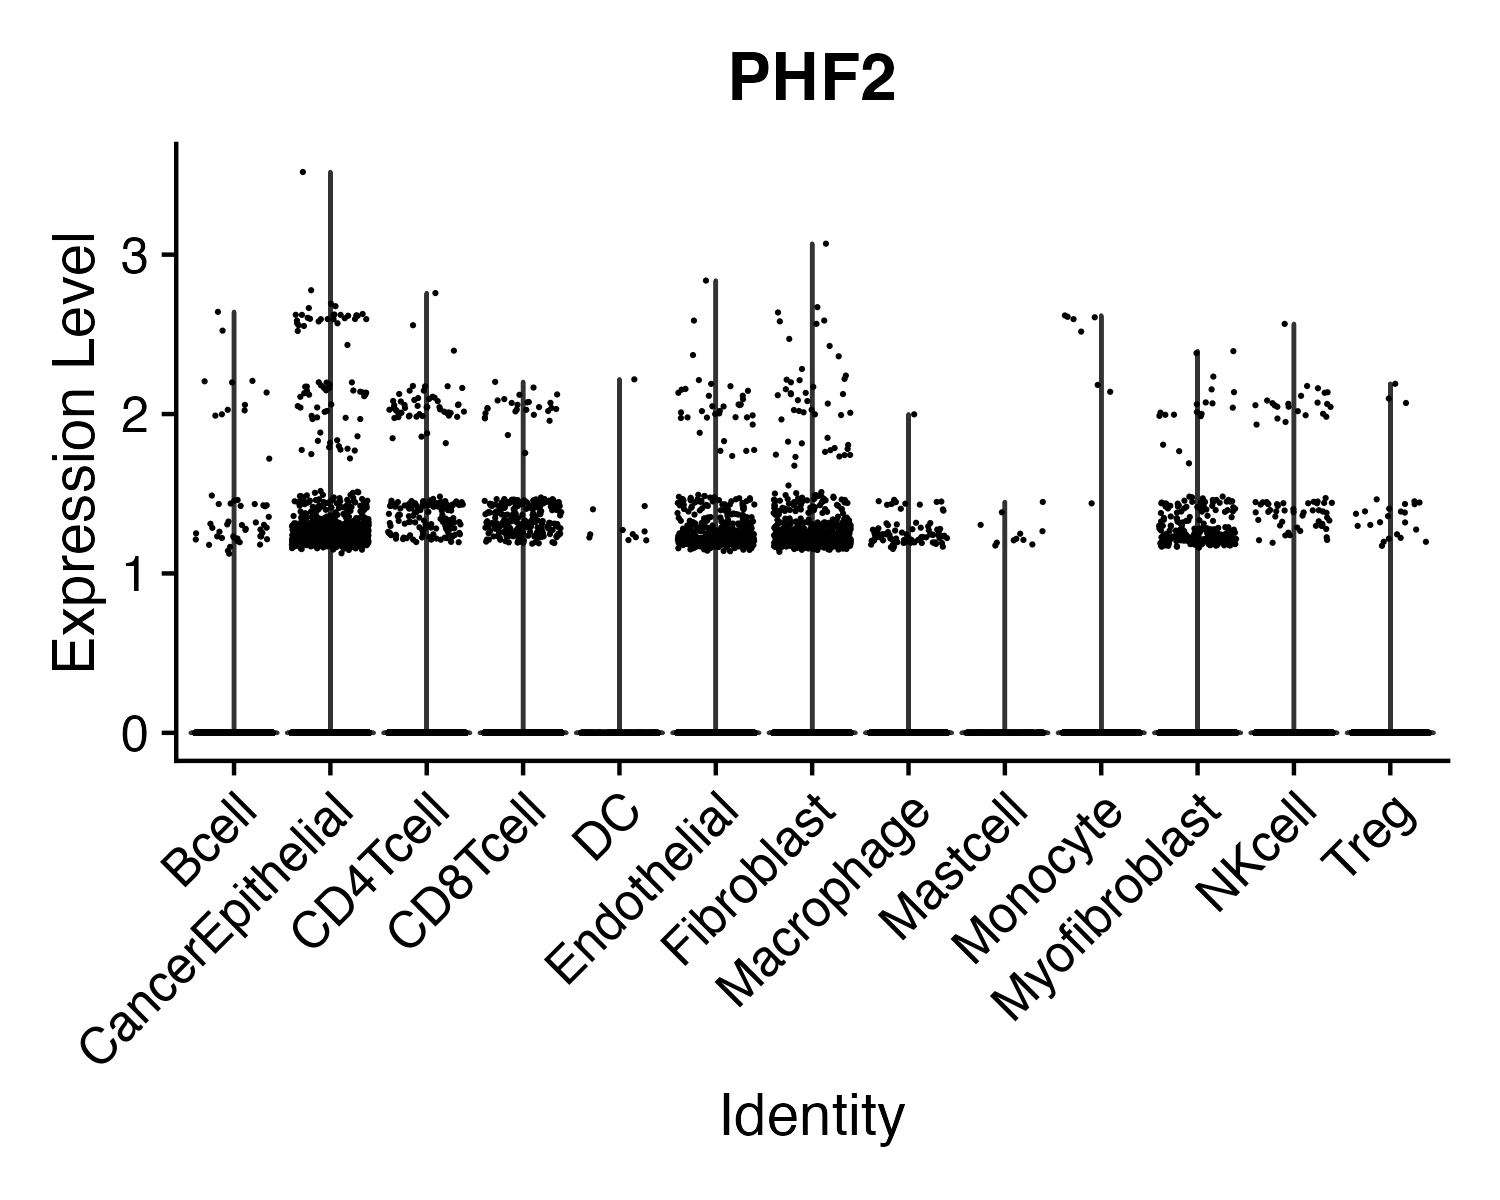 PHF2
Expression Level
3
2
1
0
Bcell
CancerEpithelial
CD4Tcell
CD8Tcell
DC
Endothelial
Fibroblast
Macrophage
Mastcell
Monocyte
Myofibroblast
NKcell
Treg
Identity